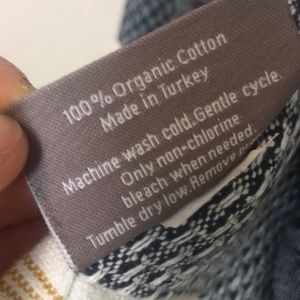 100% Organic Cotton
Made in Turkey
Machine wash cold. Gentle cycle.
Only non-chlorine
bleach when needed.
Tumble dry low. Remove